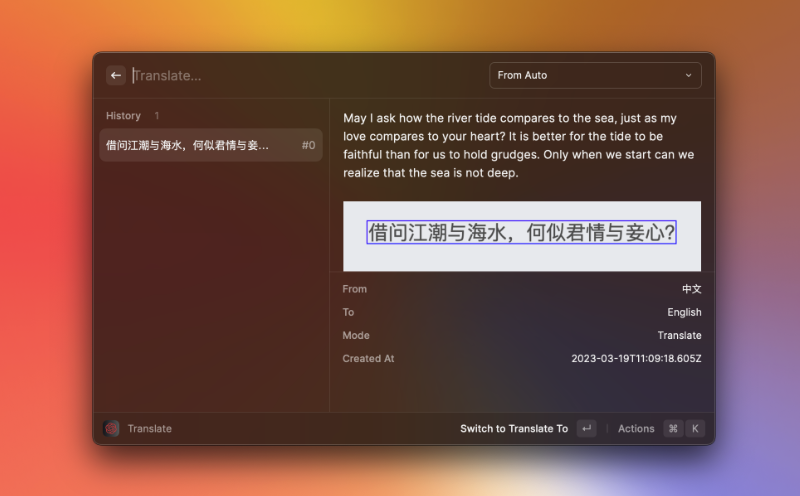 Translate...
From Auto
History 1
借问江潮与海水，何似君情与妾... #0
May I ask how the river tide compares to the sea, just as my
love compares to your heart? It is better for the tide to be
faithful than for us to hold grudges. Only when we start can we
realize that the sea is not deep.
借问江潮与海水，何似君情与妾心?
From 中文
To English
Mode Translate
Created At 2023-03-19T11:09:18.605Z
Translate
Switch to Translate To ↵
Actions ⌘ K